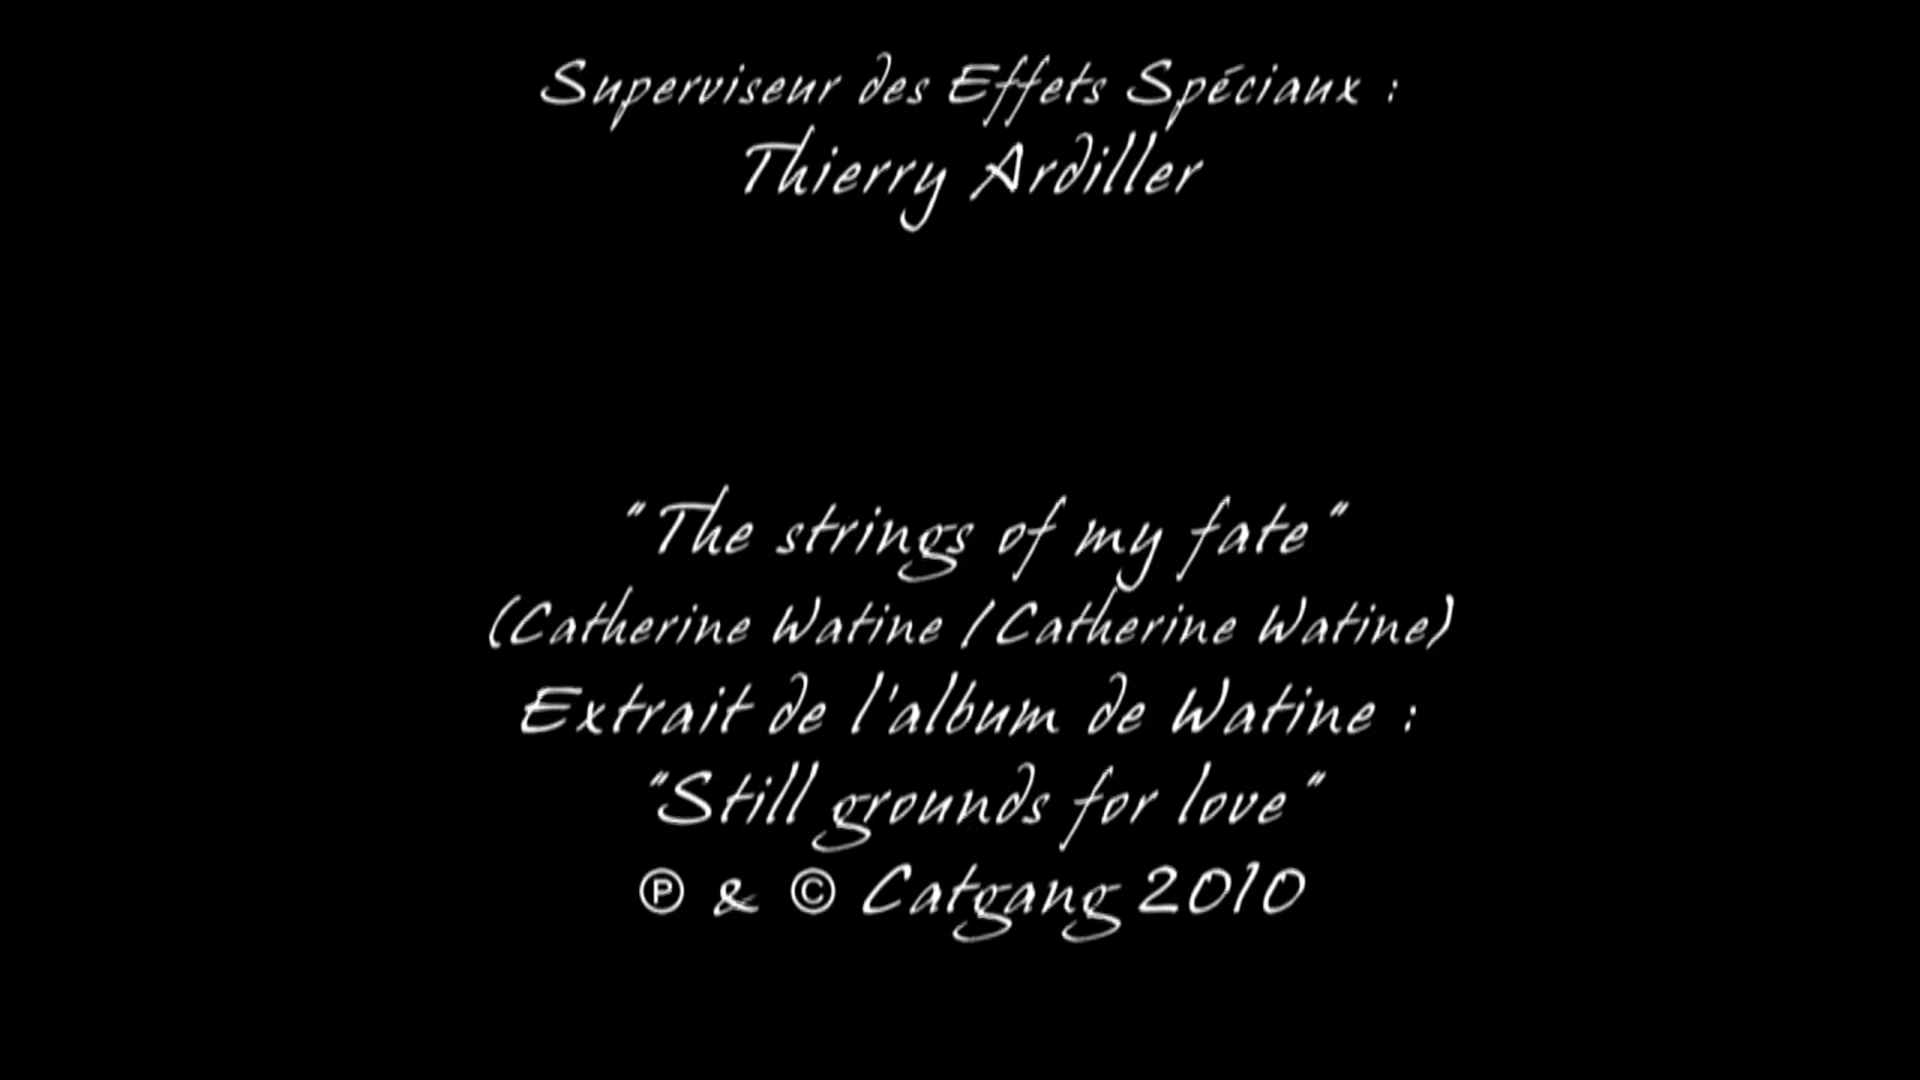 Superviseur des Effets Spéciaux :
Thierry Ardiller
"The strings of my fate"
(Catherine Watine / Catherine Watine)
Extrait de l'album de Watine :
"Still grounds for love"
℗ & © Catgang 2010